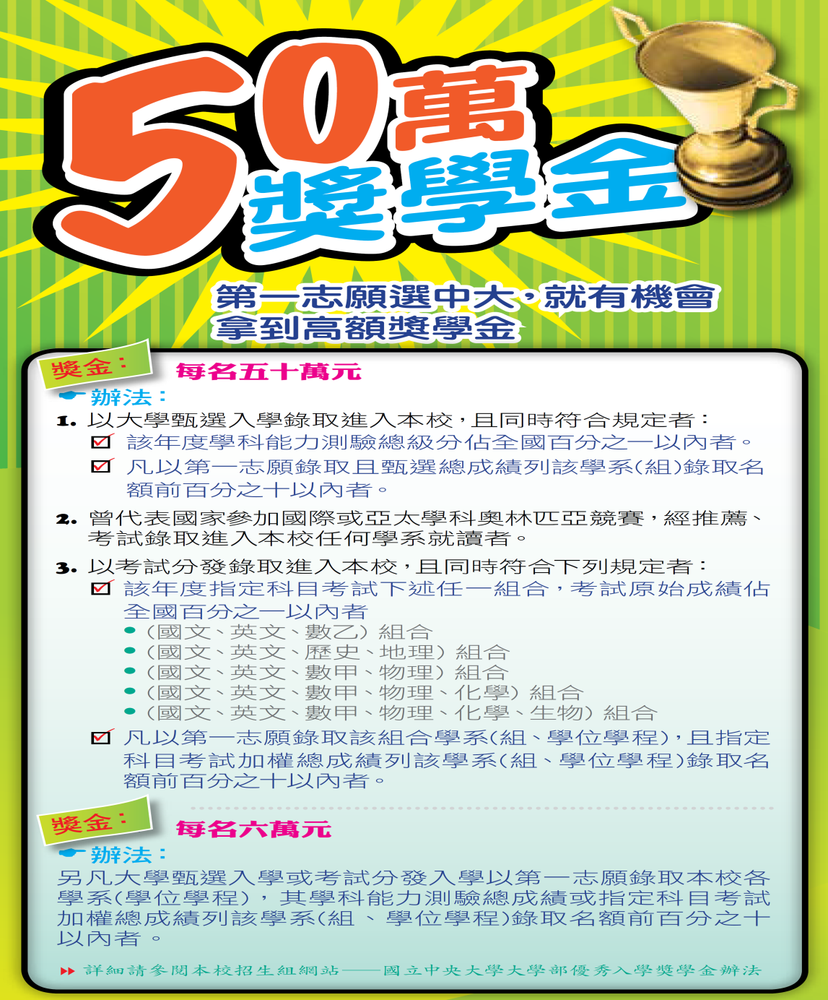 50萬
獎學金
第一志願選中大，就有機會
拿到高額獎學金
獎金：
每名五十萬元
辦法：
1. 以大學甄選入學錄取進入本校，且同時符合規定者：
該年度學科能力測驗總級分佔全國百分之一以內者。
凡以第一志願錄取且甄選總成績列該學系(組)錄取名
額前百分之十以內者。
2. 曾代表國家參加國際或亞太學科奧林匹亞競賽，經推薦、
考試錄取進入本校任何學系就讀者。
3. 以考試分發錄取進入本校，且同時符合下列規定者：
該年度指定科目考試下述任一組合，考試原始成績佔
全國百分之一以內者
• (國文、英文、數乙) 組合
• (國文、英文、歷史、地理) 組合
• (國文、英文、數甲、物理) 組合
• (國文、英文、數甲、物理、化學) 組合
• (國文、英文、數甲、物理、化學、生物) 組合
凡以第一志願錄取該組合學系(組、學位學程)，且指定
科目考試加權總成績列該學系(組、學位學程)錄取名
額前百分之十以內者。
獎金：
每名六萬元
辦法：
另凡大學甄選入學或考試分發入學以第一志願錄取本校各
學系(學位學程)，其學科能力測驗總成績或指定科目考試
加權總成績列該學系(組、學位學程)錄取名額前百分之十
以內者。
詳細請參閱本校招生組網站——國立中央大學大學部優秀入學獎學金辦法